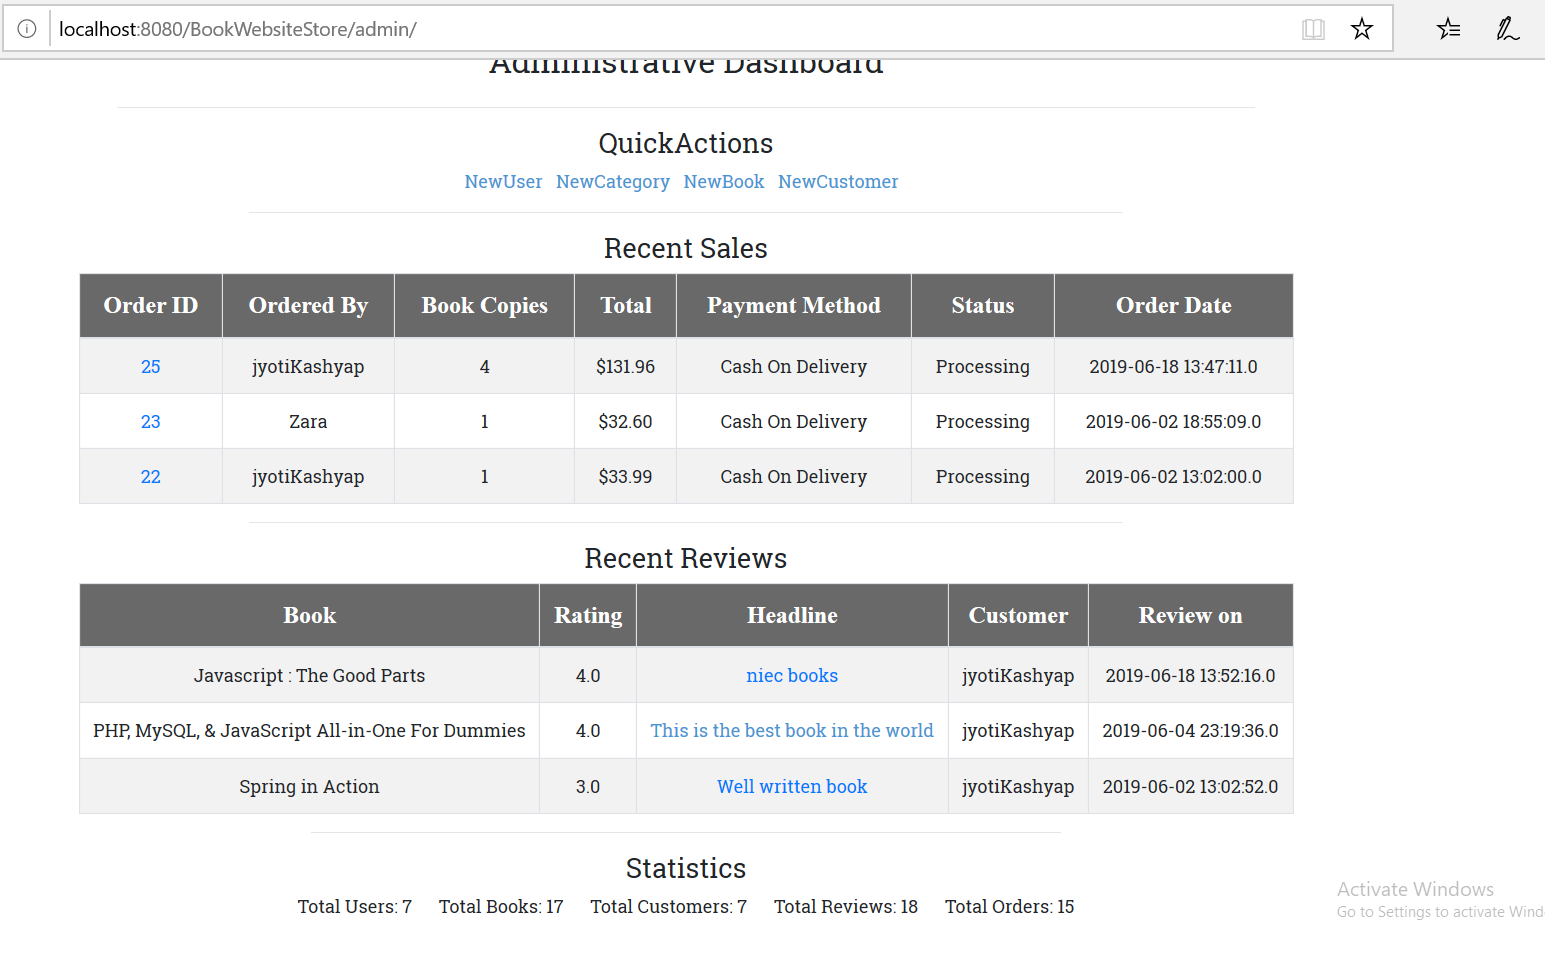 localhost:8080/BookWebsiteStore/admin/
Administrative Dashboard
QuickActions
NewUser NewCategory NewBook NewCustomer
Recent Sales
Order ID Ordered By Book Copies Total Payment Method Status Order Date
25 jyotiKashyap 4 $131.96 Cash On Delivery Processing 2019-06-18 13:47:11.0
23 Zara 1 $32.60 Cash On Delivery Processing 2019-06-02 18:55:09.0
22 jyotiKashyap 1 $33.99 Cash On Delivery Processing 2019-06-02 13:02:00.0
Recent Reviews
Book Rating Headline Customer Review on
Javascript : The Good Parts 4.0 niec books jyotiKashyap 2019-06-18 13:52:16.0
PHP, MySQL, & JavaScript All-in-One For Dummies 4.0 This is the best book in the world jyotiKashyap 2019-06-04 23:19:36.0
Spring in Action 3.0 Well written book jyotiKashyap 2019-06-02 13:02:52.0
Statistics
Total Users: 7 Total Books: 17 Total Customers: 7 Total Reviews: 18 Total Orders: 15
Activate Windows
Go to Settings to activate Wind